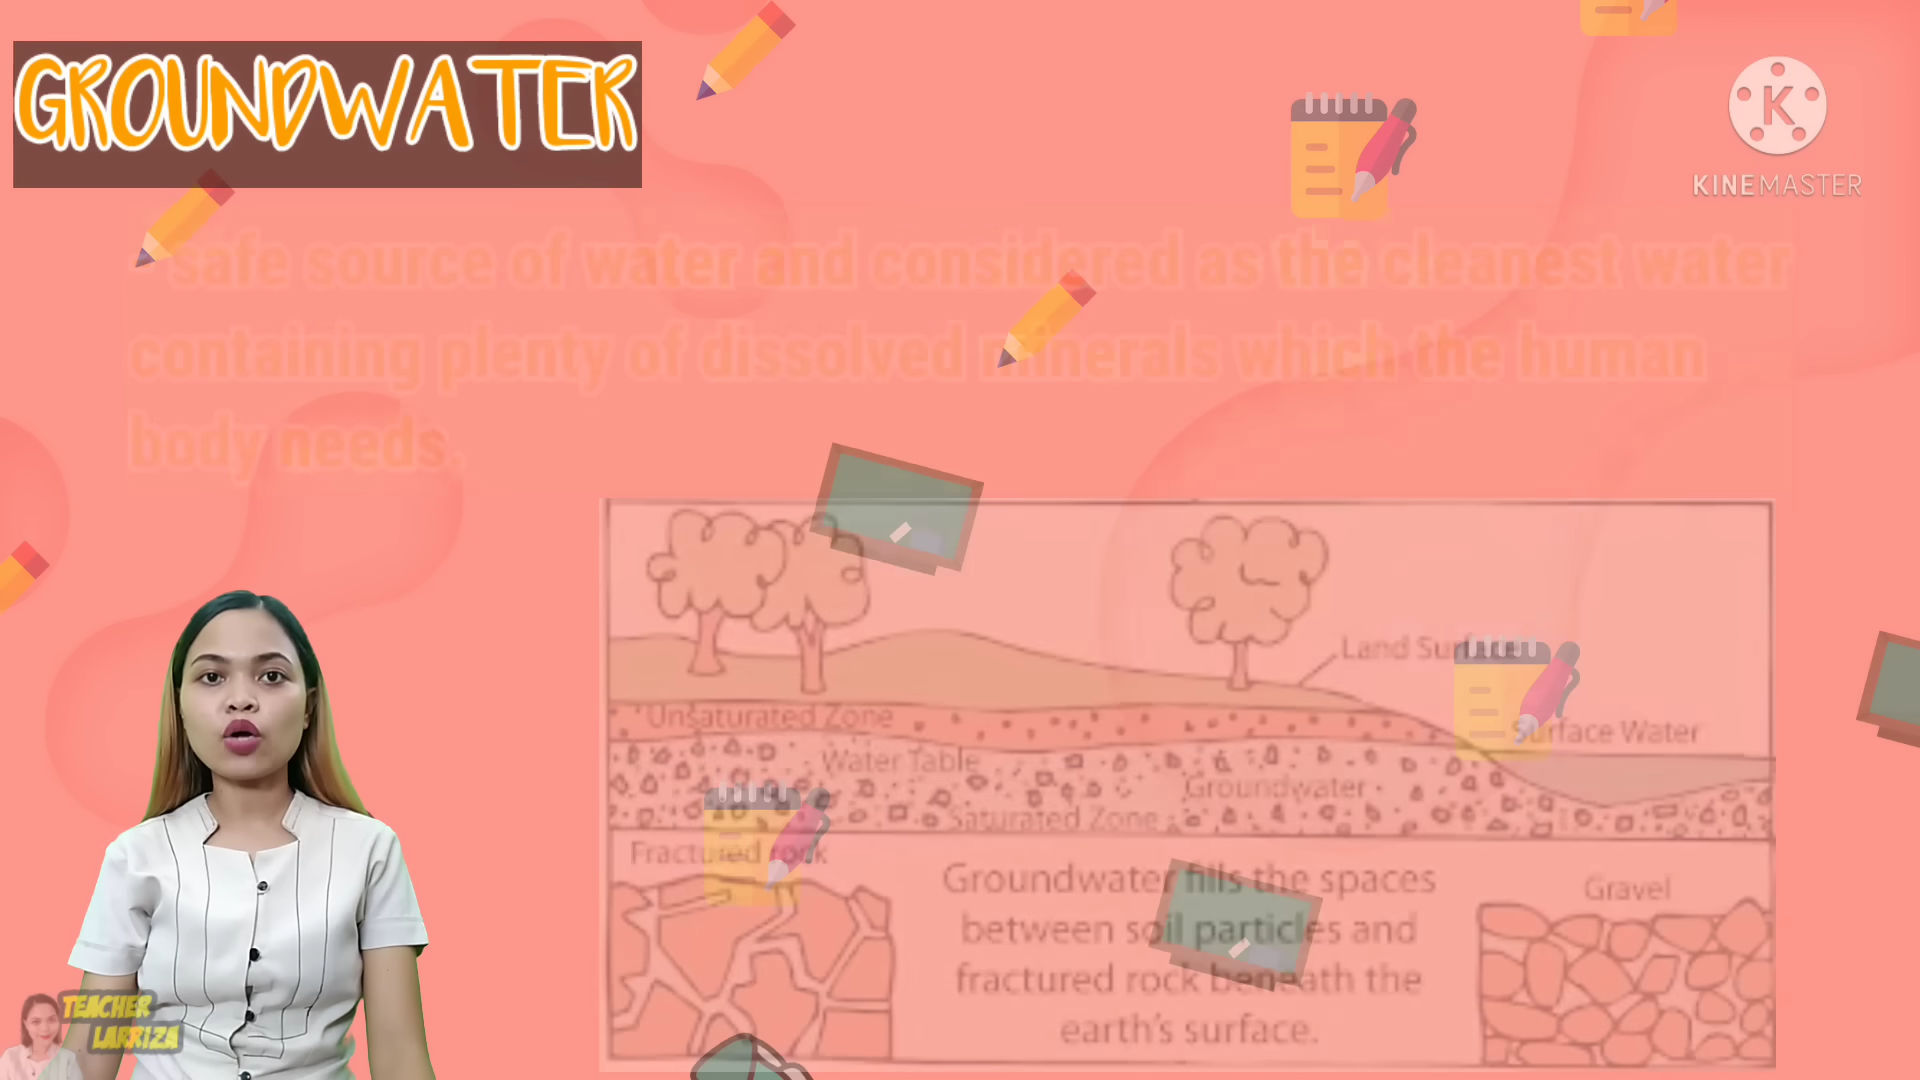 GROUNDWATER
K
KINEMASTER
safe source of water and considered as the cleanest water
containing plenty of dissolved minerals which the human
body needs.
Land Surface
Unsaturated Zone
Surface Water
Water Table
Groundwater
Saturated Zone
Fractured rock
Groundwater fills the spaces
between soil particles and
fractured rock beneath the
earth's surface.
Gravel
TEACHER
LARRIZA